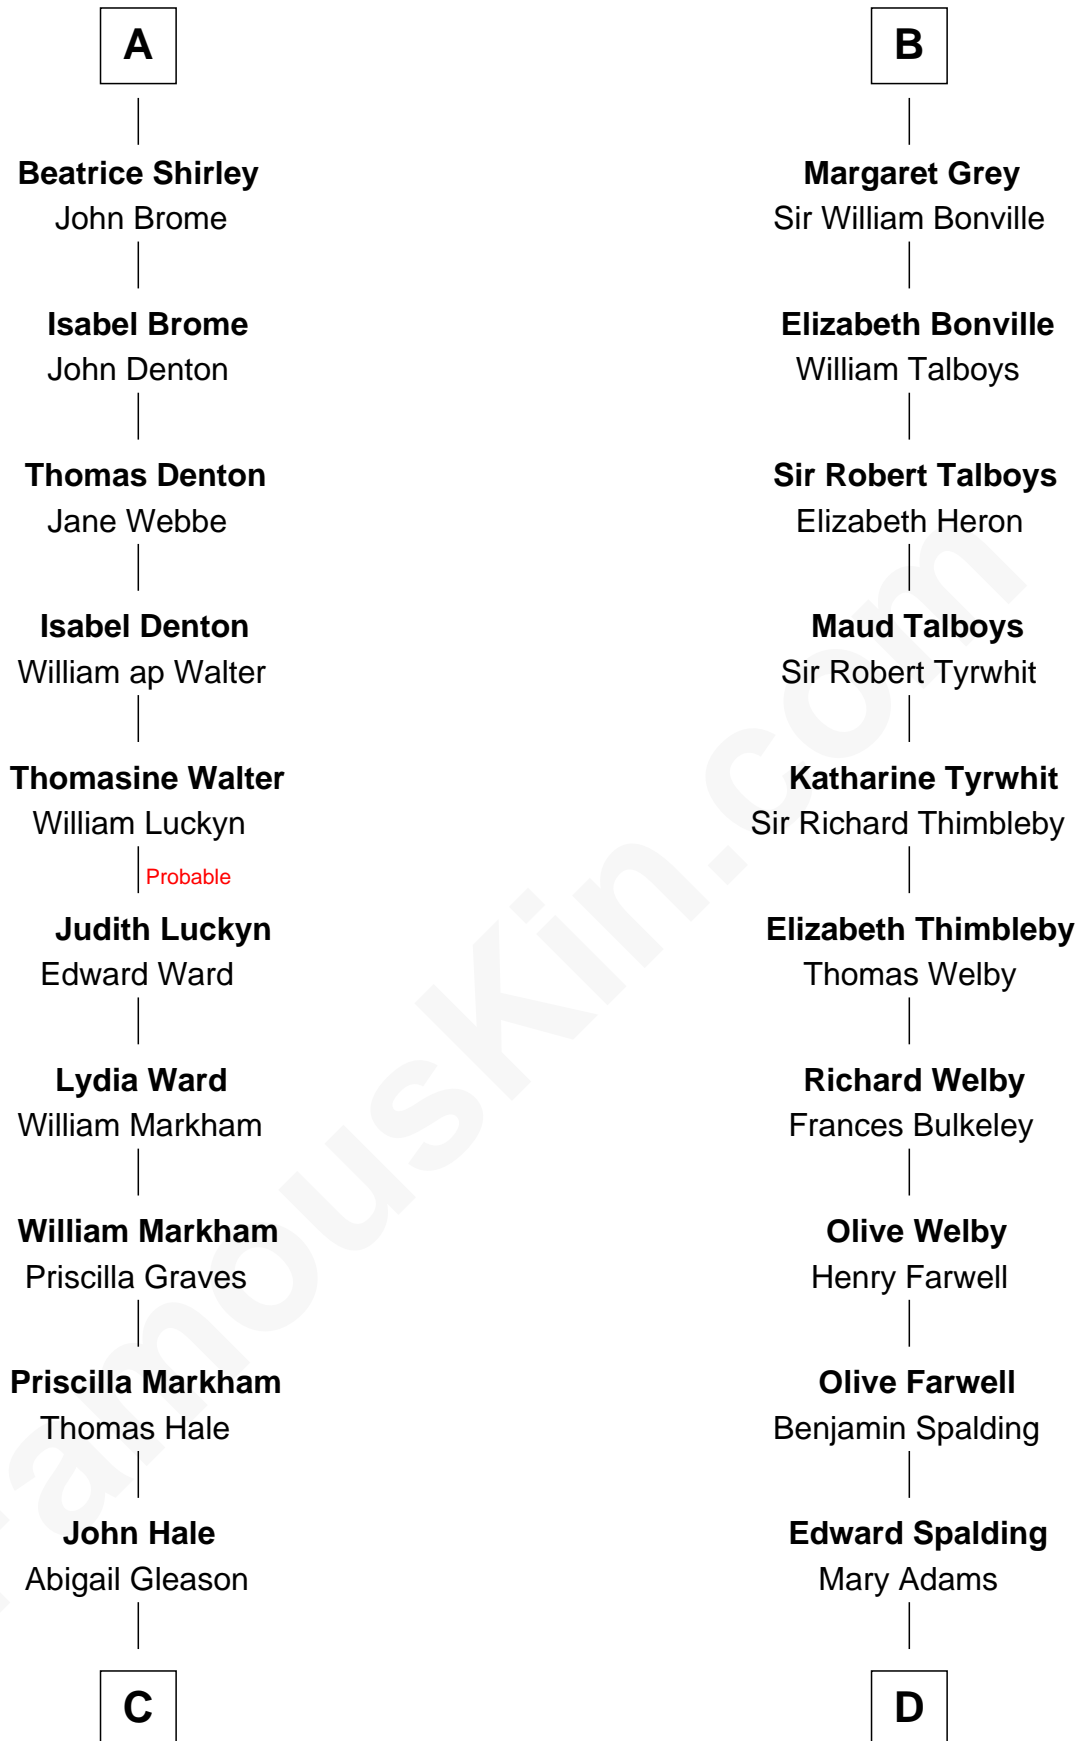 A
Beatrice Shirley
John Brome
Isabel Brome
John Denton
Thomas Denton
Jane Webbe
Isabel Denton
William ap Walter
Thomasine Walter
William Luckyn
Probable
Judith Luckyn
Edward Ward
Lydia Ward
William Markham
William Markham
Priscilla Graves
Priscilla Markham
Thomas Hale
John Hale
Abigail Gleason
C
B
Margaret Grey
Sir William Bonville
Elizabeth Bonville
William Talboys
Sir Robert Talboys
Elizabeth Heron
Maud Talboys
Sir Robert Tyrwhit
Katharine Tyrwhit
Sir Richard Thimbleby
Elizabeth Thimbleby
Thomas Welby
Richard Welby
Frances Bulkeley
Olive Welby
Henry Farwell
Olive Farwell
Benjamin Spalding
Edward Spalding
Mary Adams
D
FamousKin.com